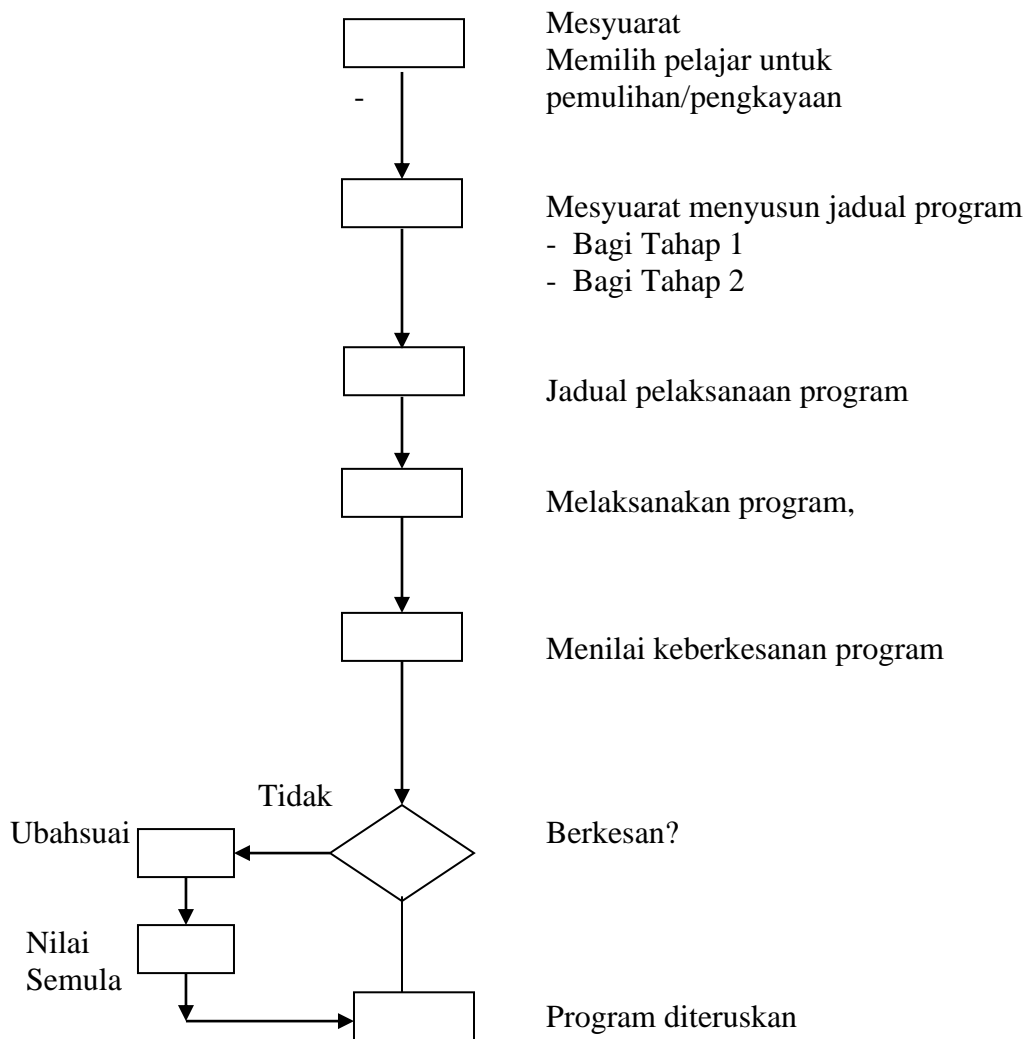 Mesyuarat
Memilih pelajar untuk
pemulihan/pengkayaan
-
Mesyuarat menyusun jadual program
- Bagi Tahap 1
- Bagi Tahap 2
Jadual pelaksanaan program
Melaksanakan program,
Menilai keberkesanan program
Tidak
Ubahsuai
Berkesan?
Nilai
Semula
Program diteruskan